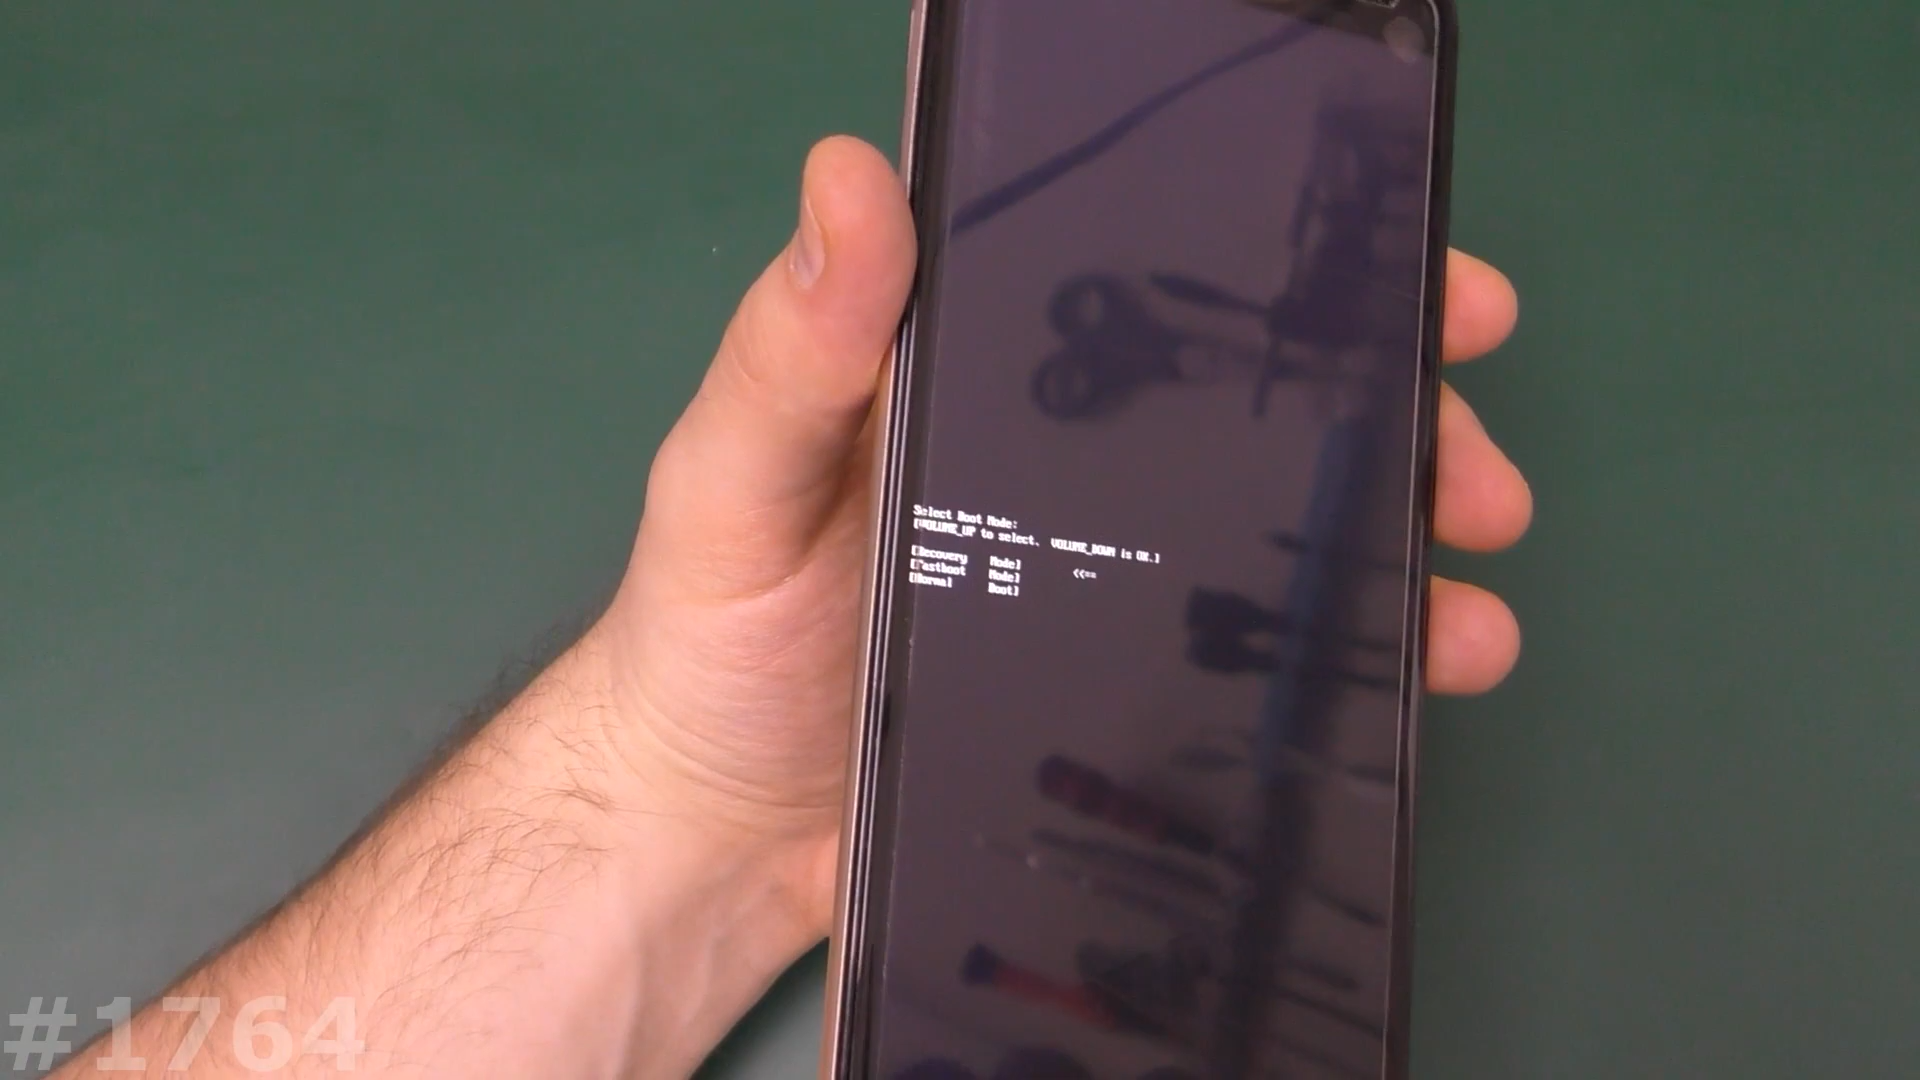 Select Boot Mode:
[VOLUME_UP to select. VOLUME_DOWN is OK.]
[Recovery Mode]
[Fastboot Mode] <<==
[Normal Boot]
#1764